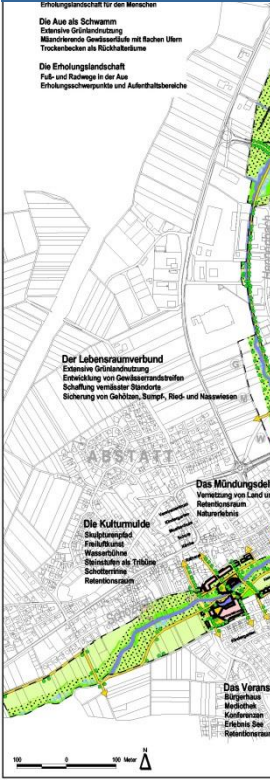 Erholungslandschaft für den Menschen
Die Aue als Schwamm
Extensive Grünlandnutzung
Mäandrierende Gewässerläufe mit flachen Ufern
Trockenbecken als Rückhalteräume
Die Erholungslandschaft
Fuß- und Radwege in der Aue
Erholungsschwerpunkte und Aufenthaltsbereiche
Der Lebensraumverbund
Extensive Grünlandnutzung
Entwicklung von Gewässerrandstreifen
Schaffung vernässter Standorte
Sicherung von Gehölzen, Sumpf-, Ried- und Nasswiesen
G
M
W
ABSTATT
Das Mündungsdel
Vernetzung von Land u
Retentionsraum
Naturerlebnis
Die Kulturmulde
Skulpturenpfad
Freiluftkunst
Wasserbühne
Steinstufen als Tribüne
Schotterrinne
Retentionsraum
Kindergarten
Das Verans
Bürgerhaus
Mediothek
Konferenzen
Erlebnis See
Retentionsraum
100 0 100 Meter
N